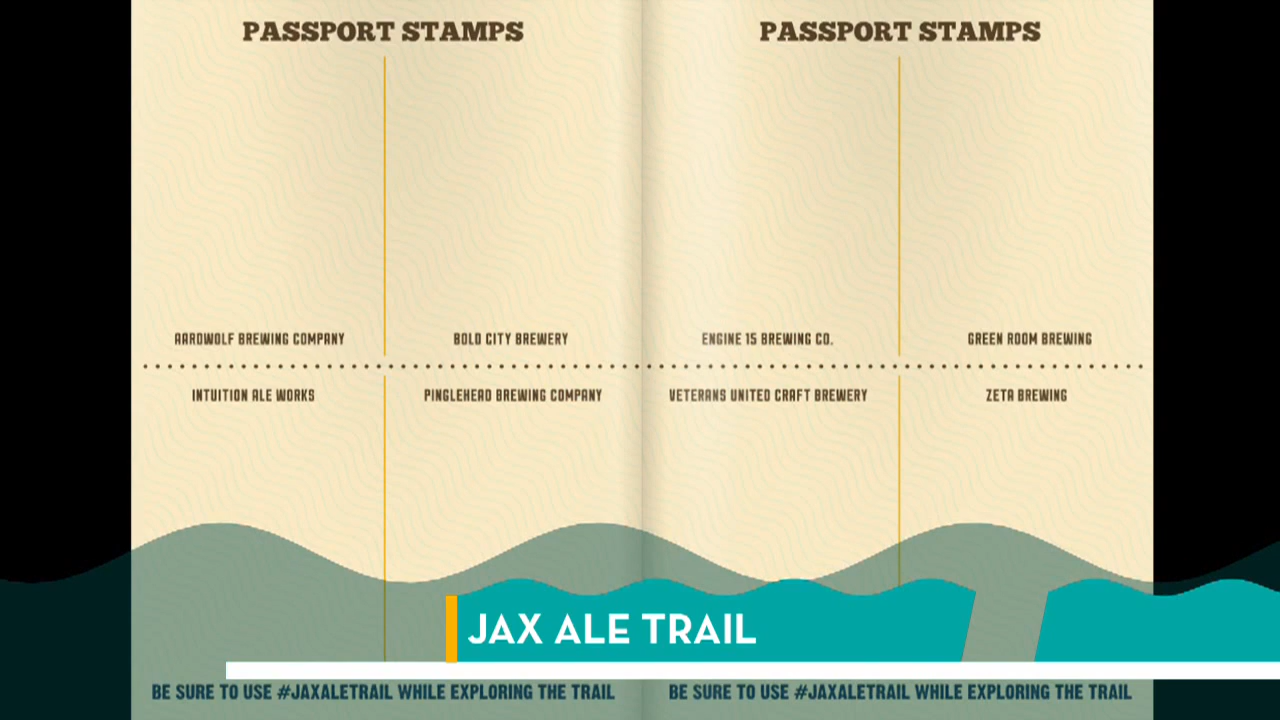 PASSPORT STAMPS
PASSPORT STAMPS
AARDWOLF BREWING COMPANY
BOLD CITY BREWERY
ENGINE 15 BREWING CO.
GREEN ROOM BREWING
INTUITION ALE WORKS
PINGLEHEAD BREWING COMPANY
VETERANS UNITED CRAFT BREWERY
ZETA BREWING
JAX ALE TRAIL
BE SURE TO USE #JAXALETRAIL WHILE EXPLORING THE TRAIL
BE SURE TO USE #JAXALETRAIL WHILE EXPLORING THE TRAIL